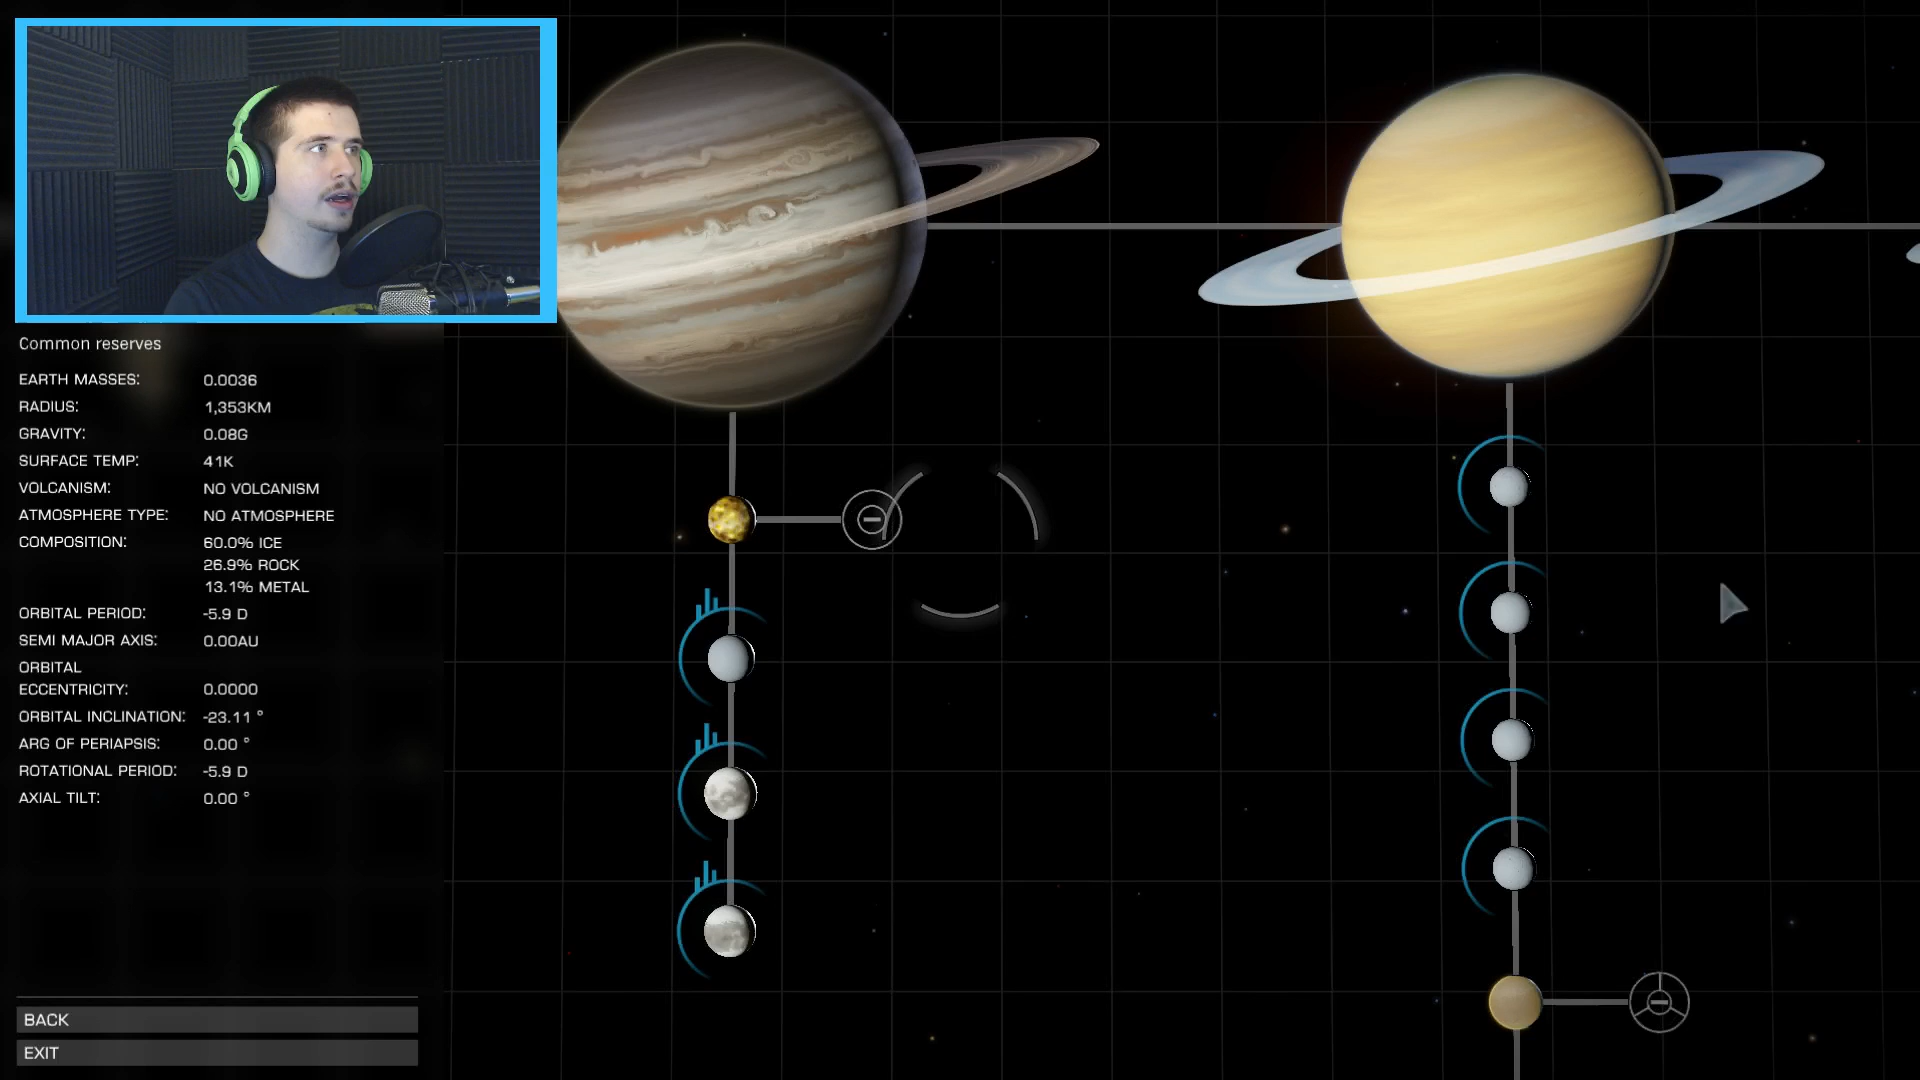 Common reserves
EARTH MASSES: 0.0036
RADIUS: 1,353KM
GRAVITY: 0.08G
SURFACE TEMP: 41K
VOLCANISM: NO VOLCANISM
ATMOSPHERE TYPE: NO ATMOSPHERE
COMPOSITION: 60.0% ICE
26.9% ROCK
13.1% METAL
ORBITAL PERIOD: -5.9 D
SEMI MAJOR AXIS: 0.00AU
ORBITAL
ECCENTRICITY: 0.0000
ORBITAL INCLINATION: -23.11 °
ARG OF PERIAPSIS: 0.00 °
ROTATIONAL PERIOD: -5.9 D
AXIAL TILT: 0.00 °
BACK
EXIT